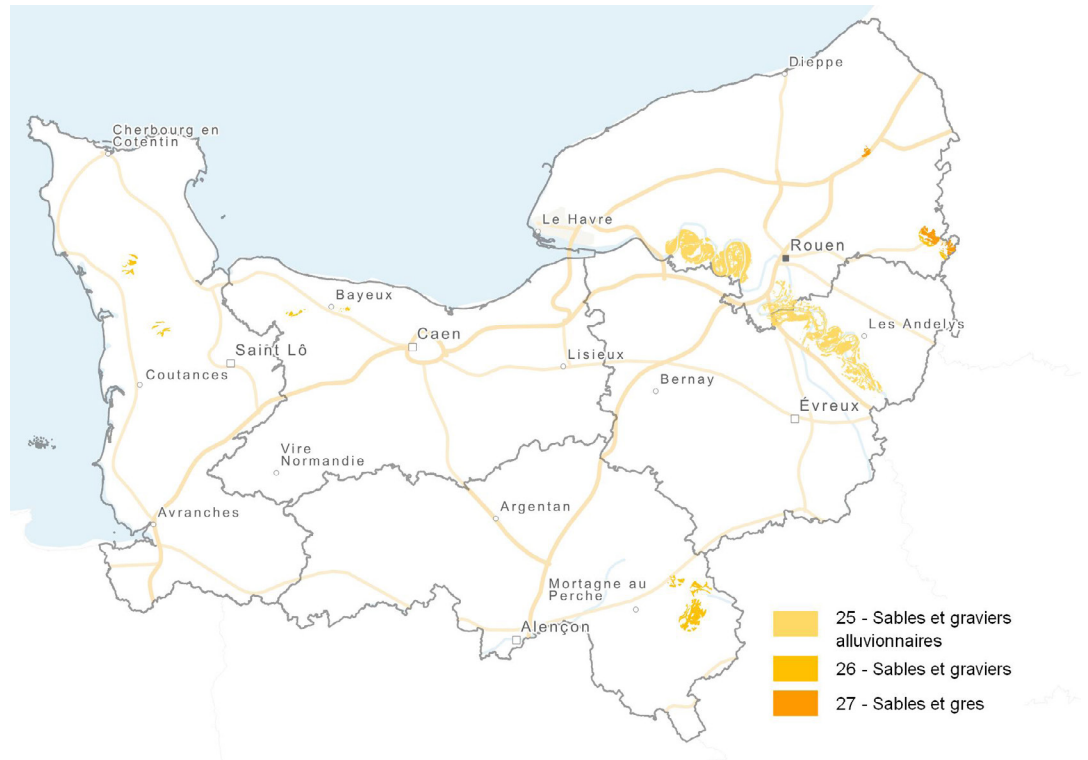 Dieppe
Cherbourg en
Cotentin
Le Havre
Rouen
Bayeux
Caen
Les Andelys
Saint Lô
Lisieux
Coutances
Bernay
Évreux
Vire
Normandie
Argentan
Avranches
Mortagne au
Perche
Alençon
25 - Sables et graviers
alluvionnaires
26 - Sables et graviers
27 - Sables et gres